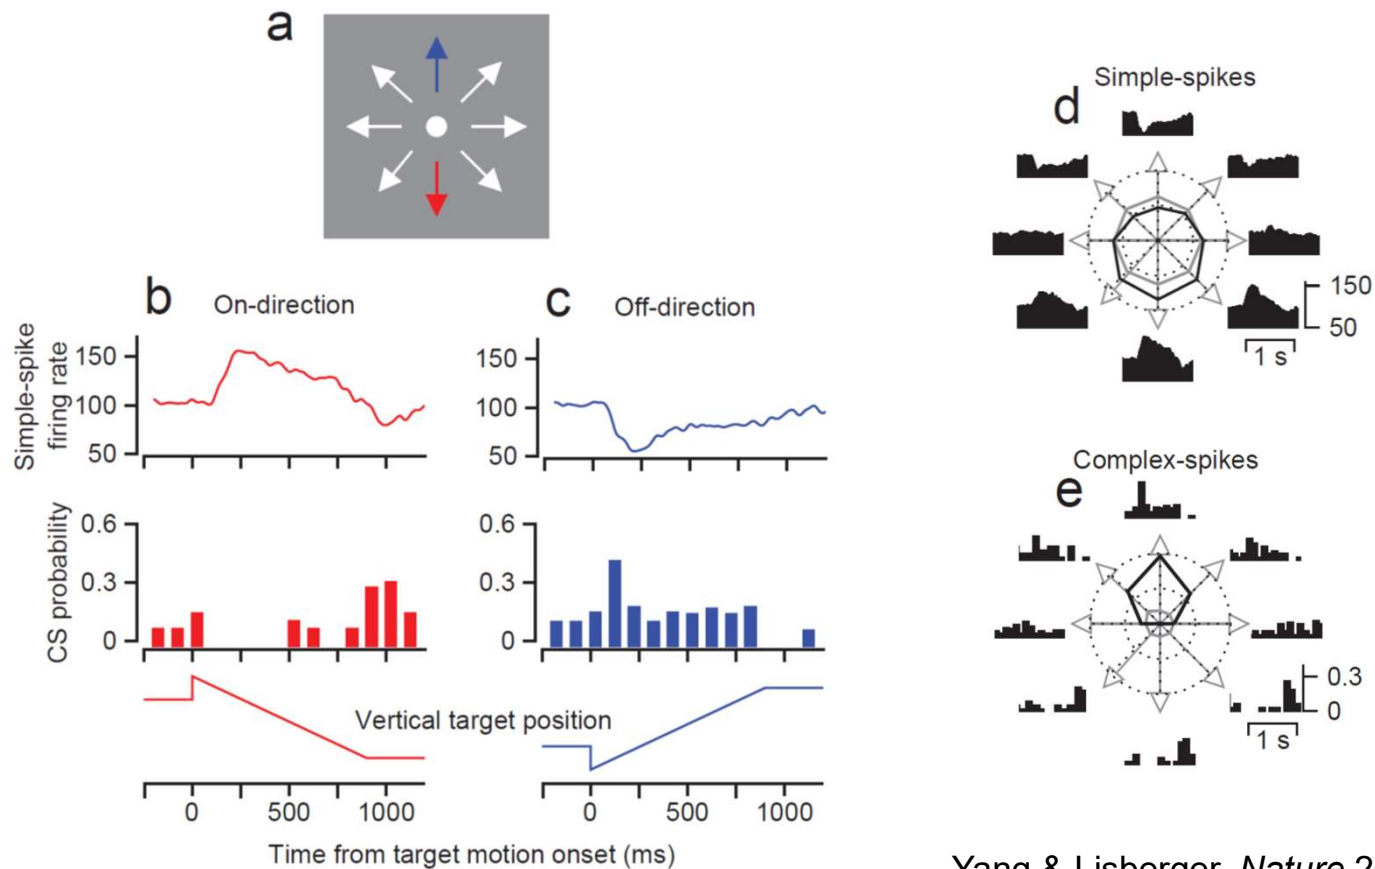 a
b
On-direction
c
Off-direction
Simple-spike
firing rate
150
100
50
150
100
50
CS probability
0.6
0.3
0
0.6
0.3
0
Vertical target position
0
500
1000
0
500
1000
Time from target motion onset (ms)
Simple-spikes
d
150
50
1 s
Complex-spikes
e
0.3
0
1 s
Yang & Lisberger, Nature 2